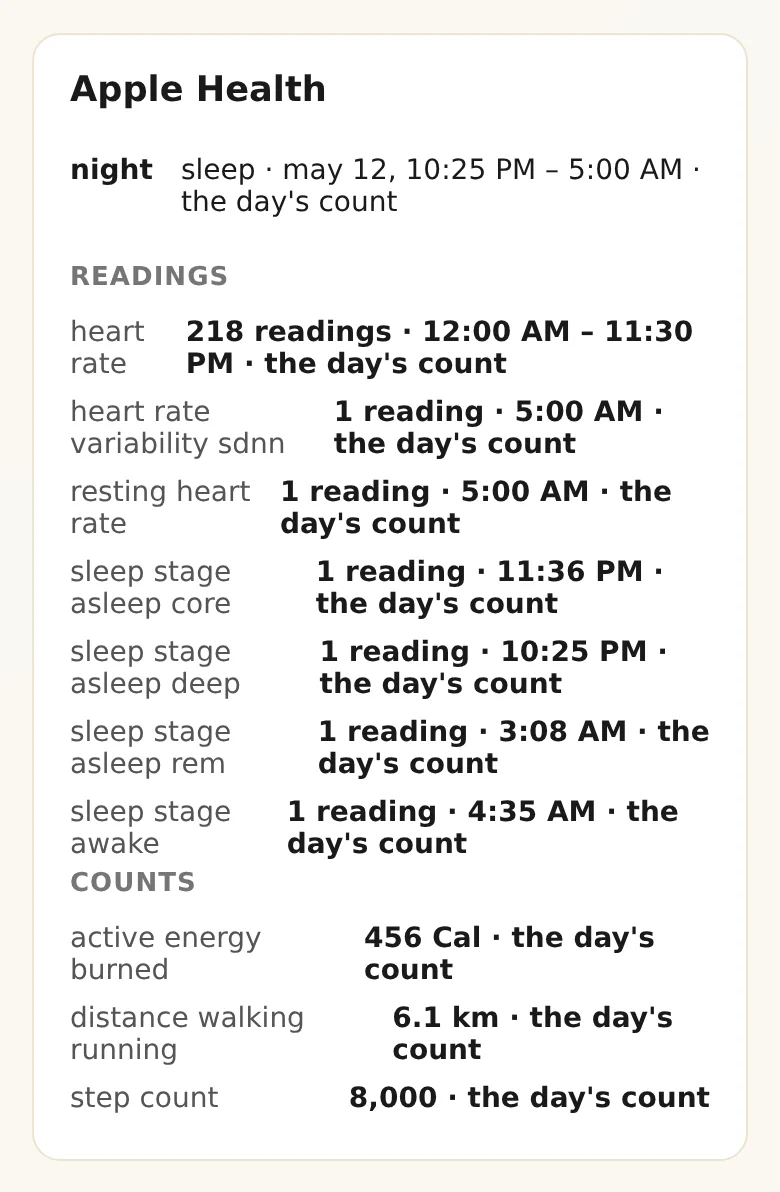 Apple Health
night sleep · may 12, 10:25 PM – 5:00 AM ·
the day's count
READINGS
heart 218 readings · 12:00 AM – 11:30
rate PM · the day's count
heart rate 1 reading · 5:00 AM ·
variability sdnn the day's count
resting heart 1 reading · 5:00 AM · the
rate day's count
sleep stage 1 reading · 11:36 PM ·
asleep core the day's count
sleep stage 1 reading · 10:25 PM ·
asleep deep the day's count
sleep stage 1 reading · 3:08 AM · the
asleep rem day's count
sleep stage 1 reading · 4:35 AM · the
awake day's count
COUNTS
active energy 456 Cal · the day's
burned count
distance walking 6.1 km · the day's
running count
step count 8,000 · the day's count